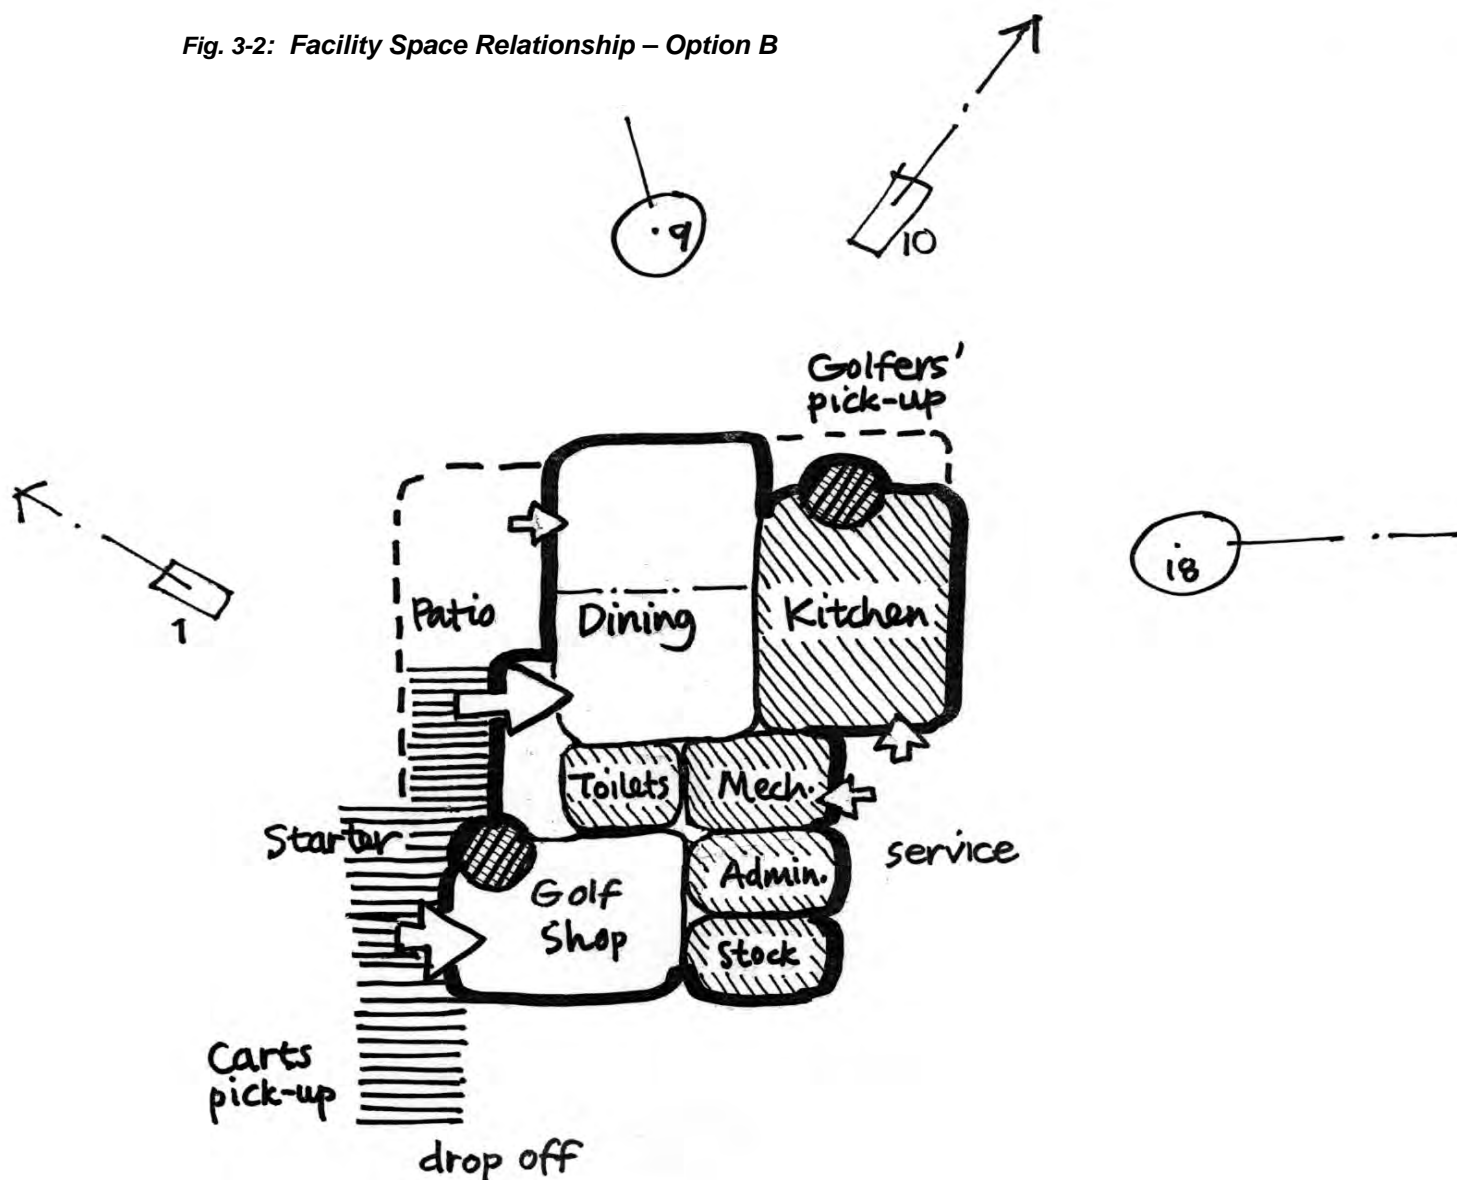 Fig. 3-2: Facility Space Relationship – Option B
9
10
Golfers'
pick-up
18
1
Patio
Dining
Kitchen
Toilets
Mech.
Starter
service
Admin.
Golf
Shop
Stock
Carts
pick-up
drop off